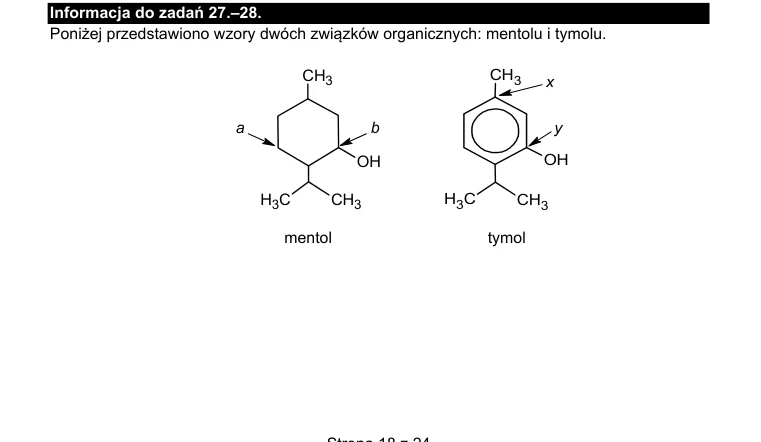 Informacja do zadań 27.–28.
Poniżej przedstawiono wzory dwóch związków organicznych: mentolu i tymolu.
CH3 CH3 x
a b y
OH OH
H3C CH3 H3C CH3
mentol tymol